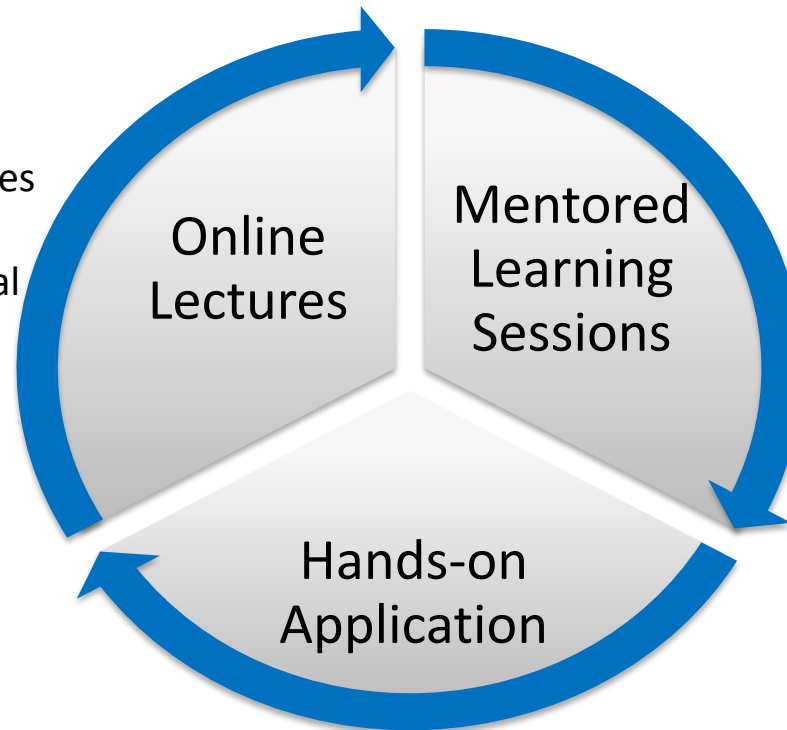 Online
Lectures
Mentored
Learning
Sessions
Hands-on
Application